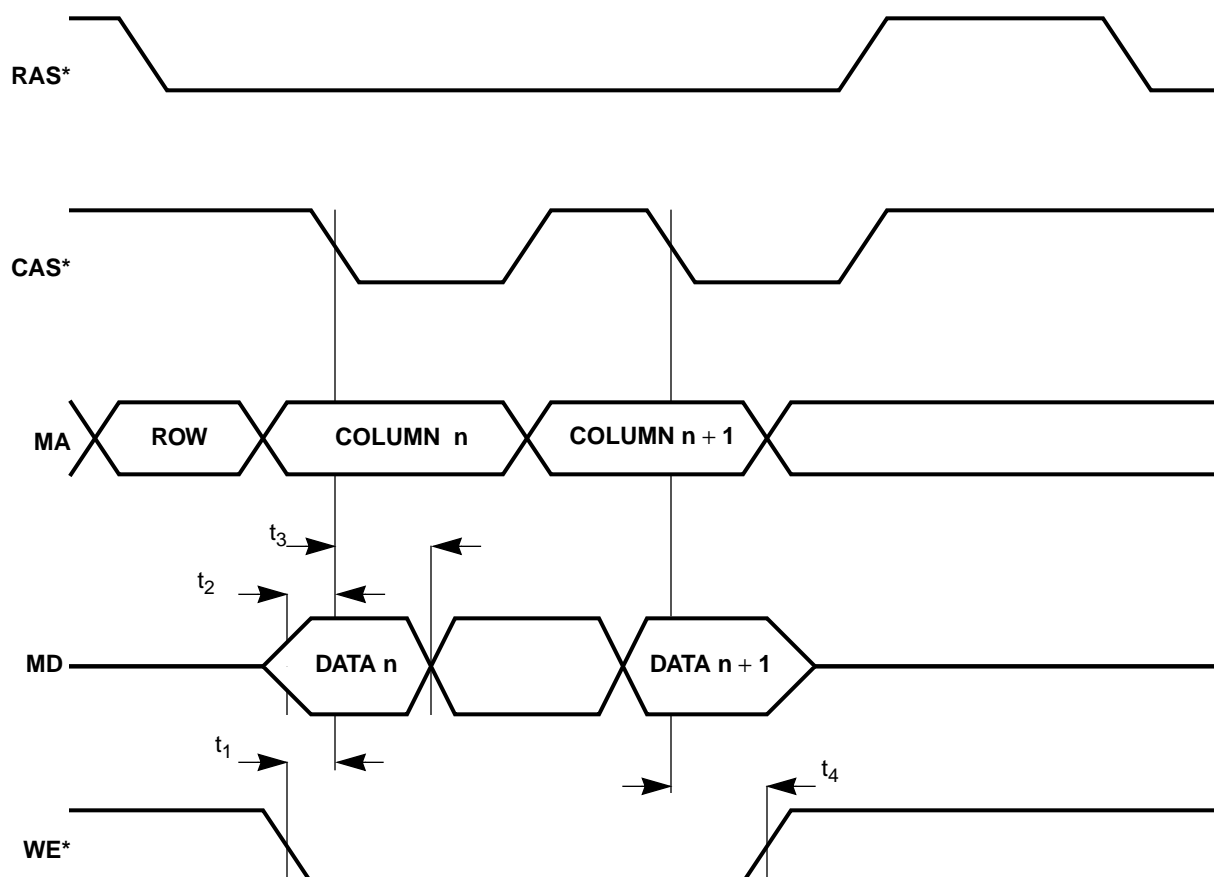 RAS*
CAS*
MA
ROW
COLUMN n
COLUMN n + 1
t3
t2
MD
DATA n
DATA n + 1
t1
t4
WE*